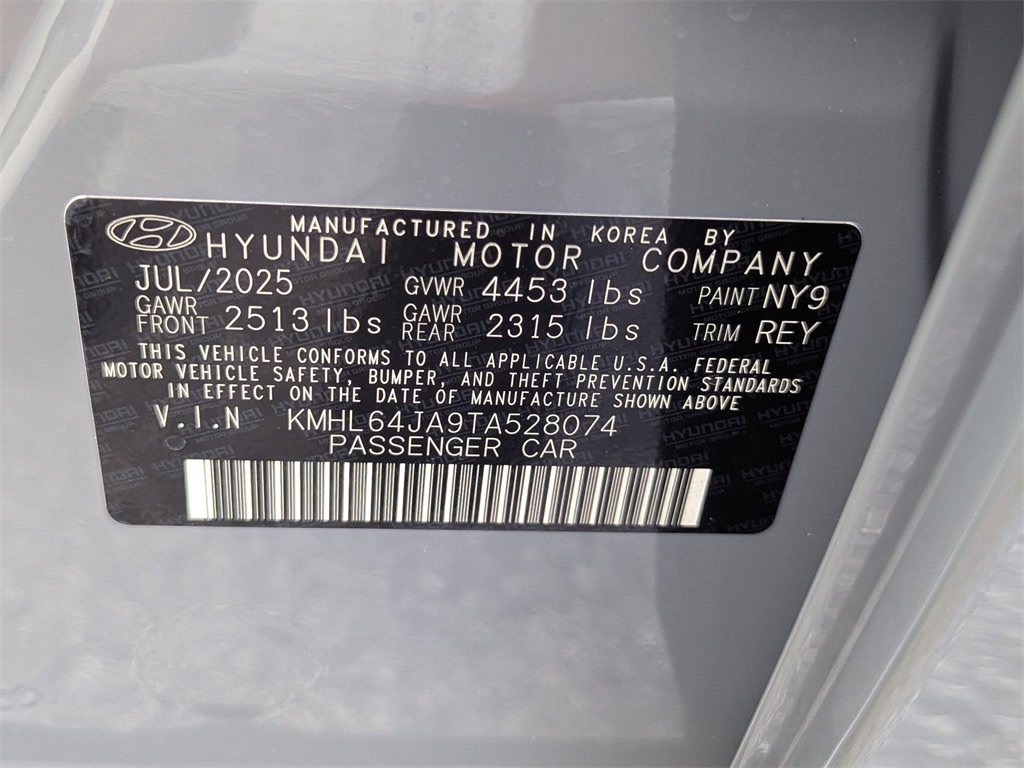 MANUFACTURED IN KOREA BY
HYUNDAI MOTOR COMPANY
JUL/2025 GVWR 4453 lbs PAINT NY9
GAWR FRONT 2513 lbs GAWR REAR 2315 lbs TRIM REY
THIS VEHICLE CONFORMS TO ALL APPLICABLE U.S.A. FEDERAL
MOTOR VEHICLE SAFETY, BUMPER, AND THEFT PREVENTION STANDARDS
IN EFFECT ON THE DATE OF MANUFACTURE SHOWN ABOVE
V.I.N KMHL64JA9TA528074
PASSENGER CAR